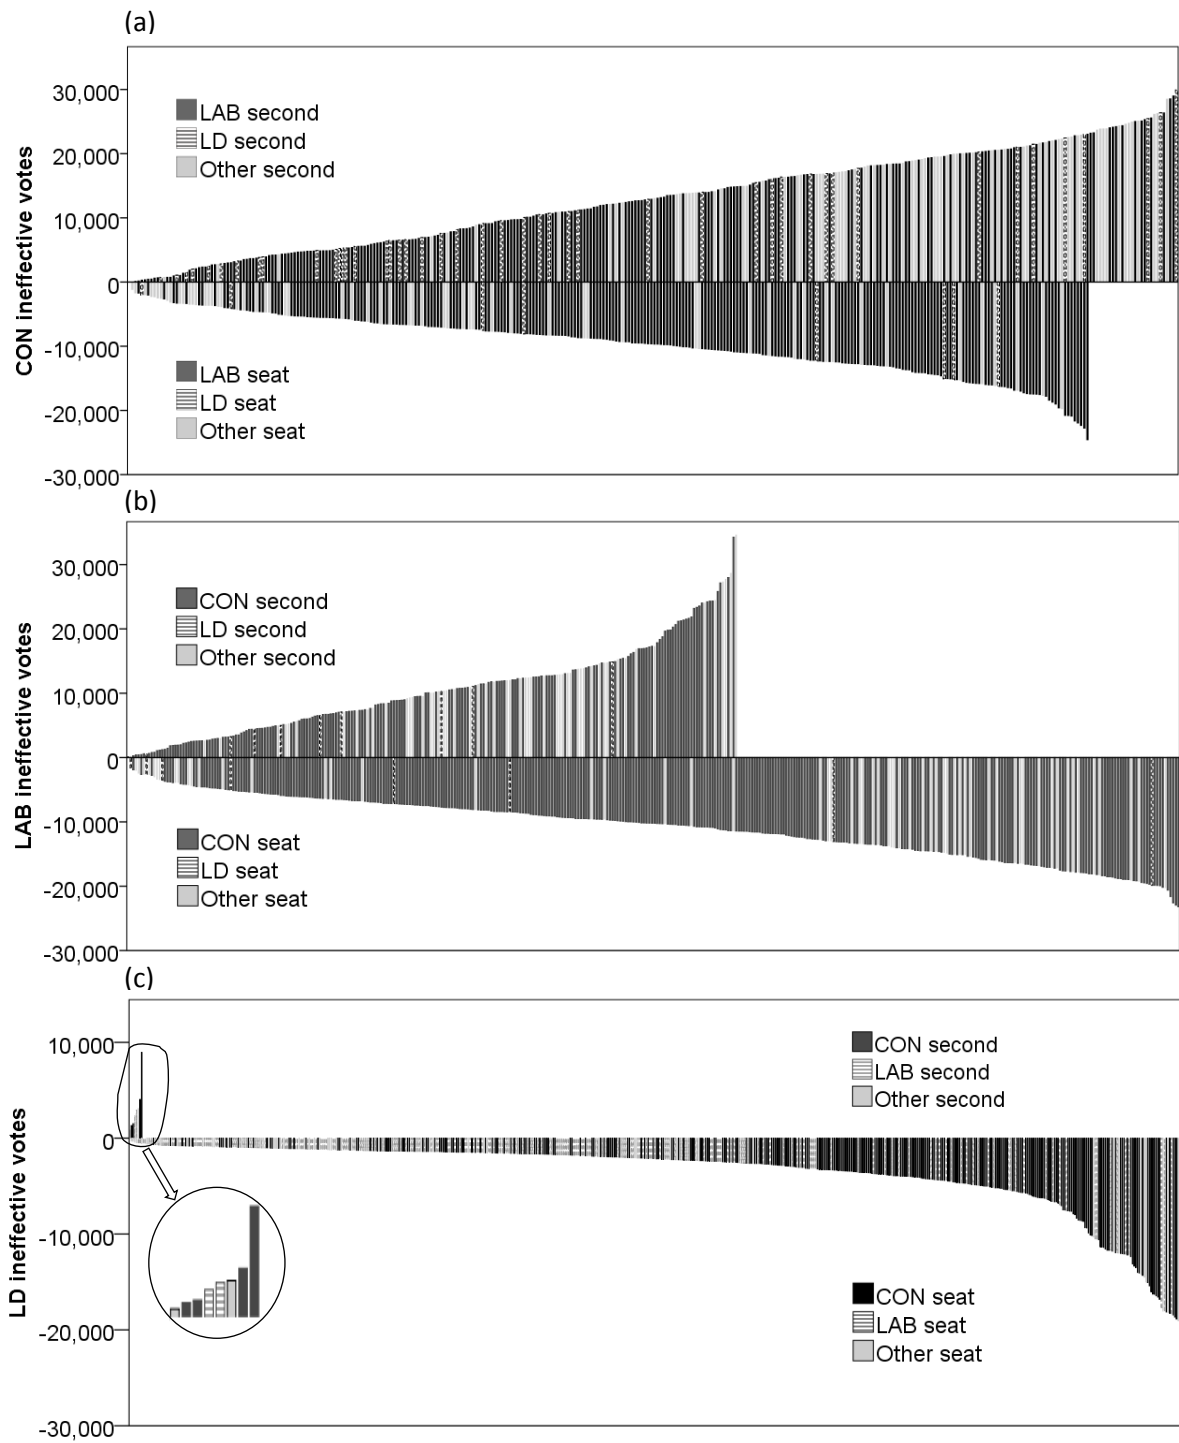 (a)
CON ineffective votes
30,000
20,000
10,000
0
-10,000
-20,000
-30,000
LAB second
LD second
Other second
LAB seat
LD seat
Other seat
(b)
LAB ineffective votes
30,000
20,000
10,000
0
-10,000
-20,000
-30,000
CON second
LD second
Other second
CON seat
LD seat
Other seat
(c)
LD ineffective votes
10,000
0
-10,000
-20,000
-30,000
CON second
LAB second
Other second
CON seat
LAB seat
Other seat